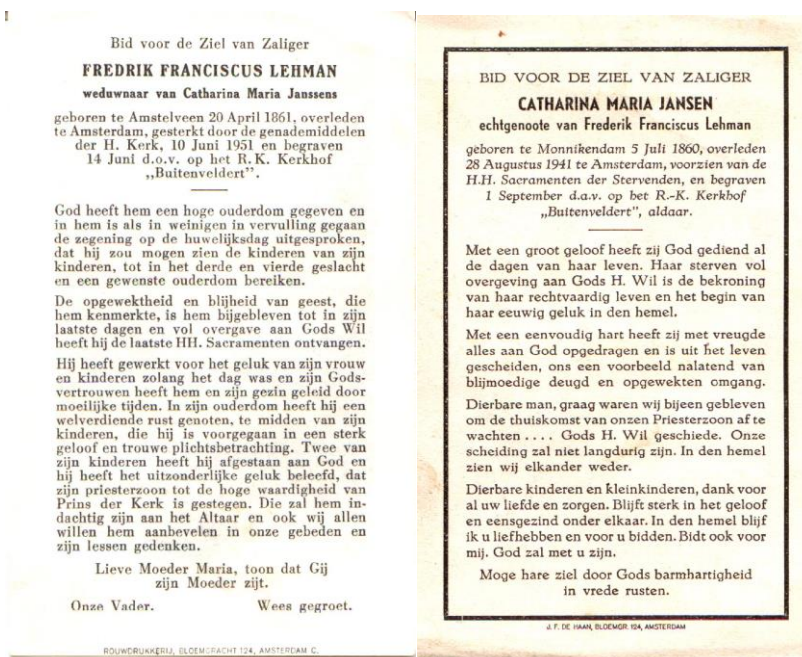 Bid voor de Ziel van Zaliger
FREDRIK FRANCISCUS LEHMAN
weduwnaar van Catharina Maria Janssens
geboren te Amstelveen 20 April 1861, overleden
te Amsterdam, gesterkt door de genademiddelen
der H. Kerk, 10 Juni 1951 en begraven
14 Juni d.o.v. op het R.K. Kerkhof
„Buitenveldert”.
God heeft hem een hoge ouderdom gegeven en
in hem is als in weinigen in vervulling gegaan
de zegening op de huwelijksdag uitgesproken,
dat hij zou mogen zien de kinderen van zijn
kinderen, tot in het derde en vierde geslacht
en een gewenste ouderdom bereiken.
De opgewektheid en blijheid van geest, die
hem kenmerkte, is hem bijgebleven tot in zijn
laatste dagen en vol overgave aan Gods Wil
heeft hij de laatste HH. Sacramenten ontvangen.
Hij heeft gewerkt voor het geluk van zijn vrouw
en kinderen zolang het dag was en zijn Gods-
vertrouwen heeft hem en zijn gezin geleid door
moeilijke tijden. In zijn ouderdom heeft hij een
welverdiende rust genoten, te midden van zijn
kinderen, die hij is voorgegaan in een sterk
geloof en trouwe plichtsbetrachting. Twee van
zijn kinderen heeft hij afgestaan aan God en
hij heeft het uitzonderlijke geluk beleefd, dat
zijn priesterzoon tot de hoge waardigheid van
Prins der Kerk is gestegen. Die zal hem in-
dachtig zijn aan het Altaar en ook wij allen
willen hem aanbevelen in onze gebeden en
zijn lessen gedenken.
Lieve Moeder Maria, toon dat Gij
zijn Moeder zijt.
Onze Vader. Wees gegroet.
ROUWDRUKKERIJ, BLOEMGRACHT 124, AMSTERDAM C.
BID VOOR DE ZIEL VAN ZALIGER
CATHARINA MARIA JANSEN
echtgenoote van Frederik Franciscus Lehman
geboren te Monnikendam 5 Juli 1860, overleden
28 Augustus 1941 te Amsterdam, voorzien van de
H.H. Sacramenten der Stervenden, en begraven
1 September d.a.v. op het R.-K. Kerkhof
„Buitenveldert”, aldaar.
Met een groot geloof heeft zij God gediend al
de dagen van haar leven. Haar sterven vol
overgeving aan Gods H. Wil is de bekroning
van haar rechtvaardig leven en het begin van
haar eeuwig geluk in den hemel.
Met een eenvoudig hart heeft zij met vreugde
alles aan God opgedragen en is uit het leven
gescheiden, ons een voorbeeld nalatend van
blijmoedige deugd en opgewekten omgang.
Dierbare man, graag waren wij bijeen gebleven
om de thuiskomst van onzen Priesterzoon af te
wachten .... Gods H. Wil geschiede. Onze
scheiding zal niet langdurig zijn. In den hemel
zien wij elkander weder.
Dierbare kinderen en kleinkinderen, dank voor
al uw liefde en zorgen. Blijft sterk in het geloof
en eensgezind onder elkaar. In den hemel blijf
ik u liefhebben en voor u bidden. Bidt ook voor
mij. God zal met u zijn.
Moge hare ziel door Gods barmhartigheid
in vrede rusten.
J. F. DE HAAN, BLOEMGR. 124, AMSTERDAM